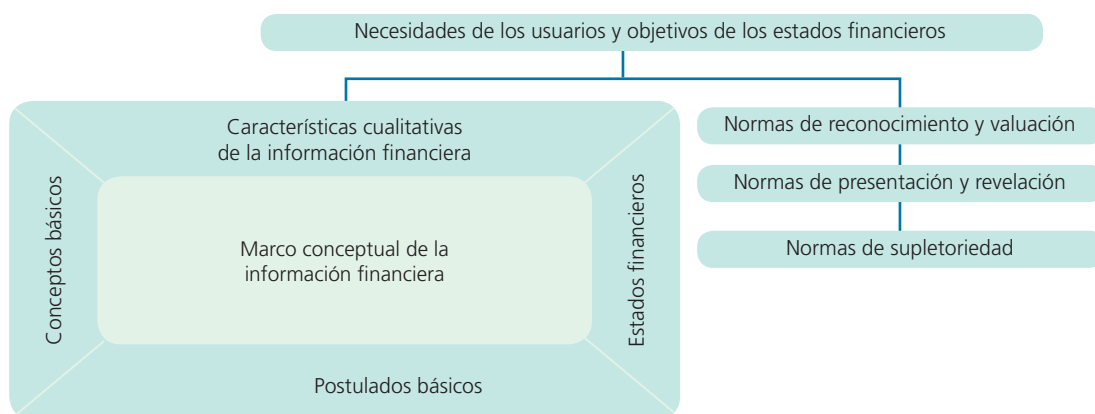 Necesidades de los usuarios y objetivos de los estados financieros
Características cualitativas
de la información financiera
Conceptos básicos
Marco conceptual de la
información financiera
Estados financieros
Postulados básicos
Normas de reconocimiento y valuación
Normas de presentación y revelación
Normas de supletoriedad